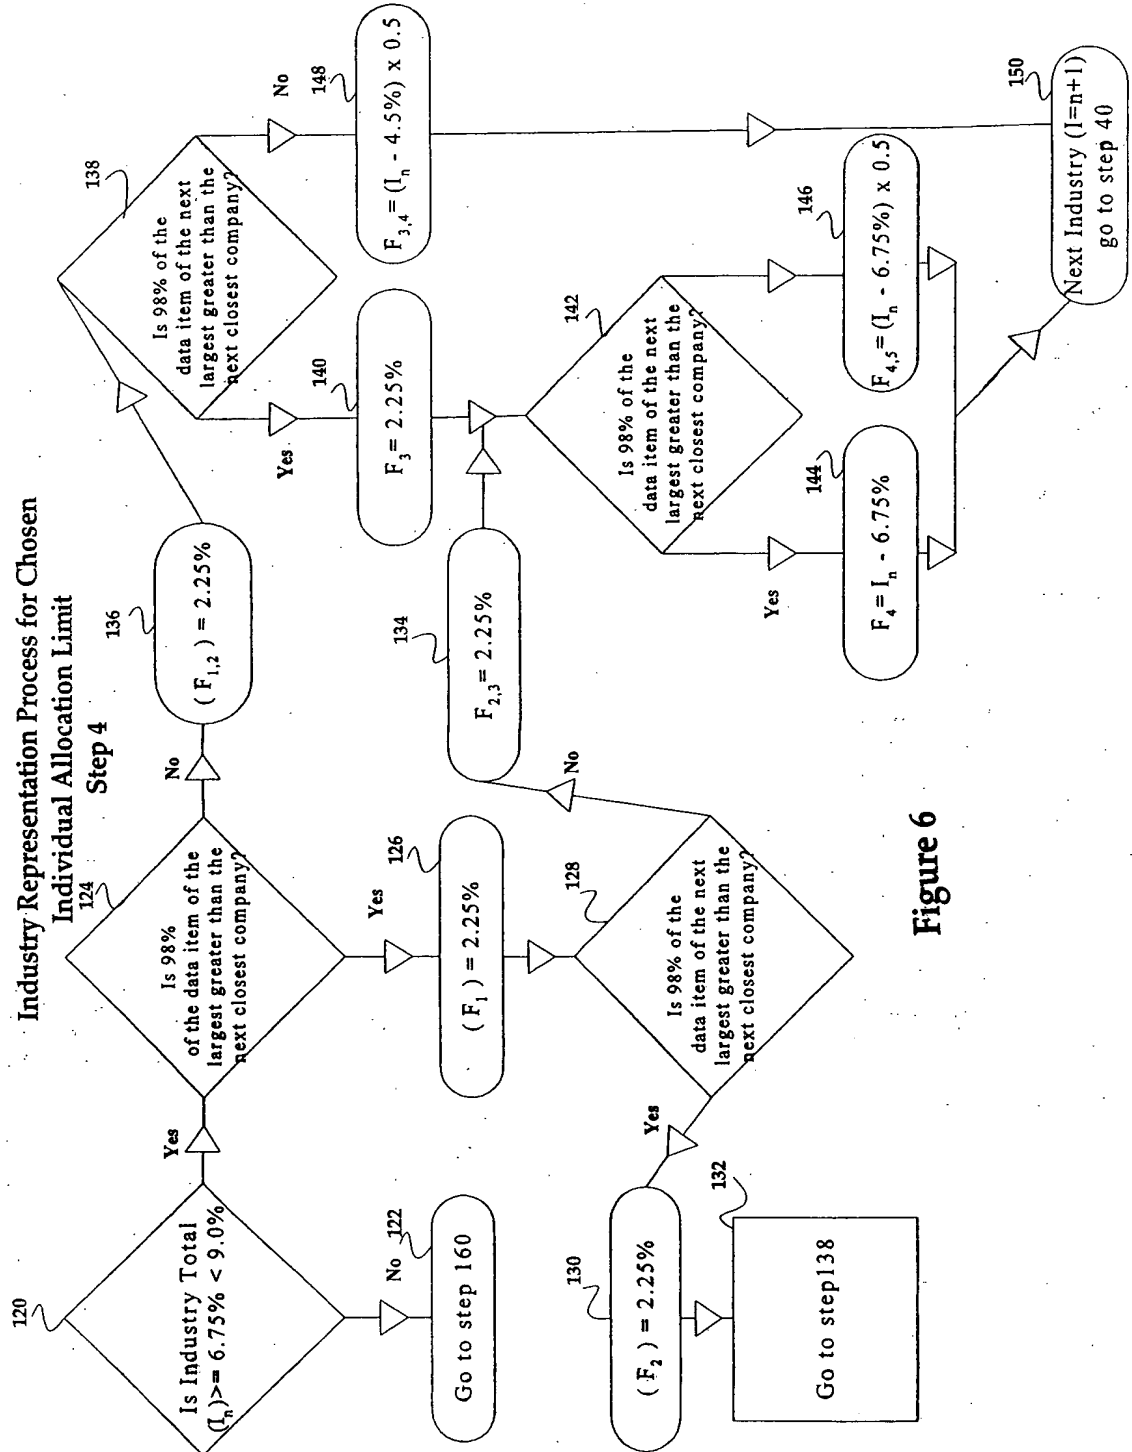 Industry Representation Process for Chosen
Individual Allocation Limit
Step 4
120
Is Industry Total
(Iₙ)>= 6.75% < 9.0%
Yes
No
122
Go to step 160
124
Is 98%
of the data item of the
largest greater than the
next closest company?
No
Yes
126
( F₁ ) = 2.25%
128
Is 98% of the
data item of the next
largest greater than the
next closest company?
Yes
No
130
( F₂ ) = 2.25%
132
Go to step138
134
F₂,₃ = 2.25%
136
( F₁,₂ ) = 2.25%
138
Is 98% of the
data item of the next
largest greater than the
next closest company?
Yes
No
140
F₃ = 2.25%
148
F₃,₄ = (Iₙ - 4.5%) x 0.5
142
Is 98% of the
data item of the next
largest greater than the
next closest company?
Yes
144
F₄ = Iₙ - 6.75%
146
F₄,₅ = (Iₙ - 6.75%) x 0.5
150
Next Industry (I=n+1)
go to step 40
Figure 6